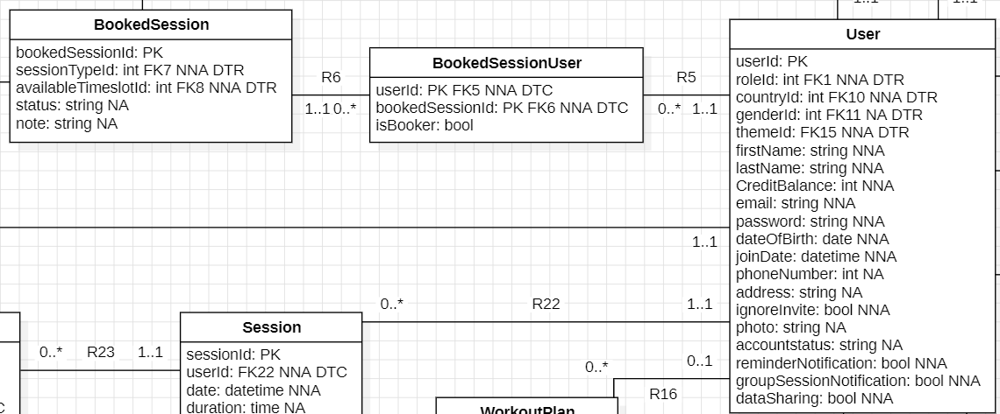 1..1 1..1
BookedSession
bookedSessionId: PK
sessionTypeId: int FK7 NNA DTR
availableTimeslotId: int FK8 NNA DTR
status: string NA
note: string NA
R6
1..1 0..*
BookedSessionUser
userId: PK FK5 NNA DTC
bookedSessionId: PK FK6 NNA DTC
isBooker: bool
R5
0..* 1..1
User
userId: PK
roleId: int FK1 NNA DTR
countryId: int FK10 NNA DTR
genderId: int FK11 NA DTR
themeId: FK15 NNA DTR
firstName: string NNA
lastName: string NNA
CreditBalance: int NNA
email: string NNA
password: string NNA
dateOfBirth: date NNA
joinDate: datetime NNA
phoneNumber: int NA
address: string NA
ignoreInvite: bool NNA
photo: string NA
accountstatus: string NA
reminderNotification: bool NNA
groupSessionNotification: bool NNA
dataSharing: bool NNA
1..1
0..* R22 1..1
0..* R23 1..1
Session
sessionId: PK
userId: FK22 NNA DTC
date: datetime NNA
duration: time NA
0..* 0..1
R16
WorkoutPlan